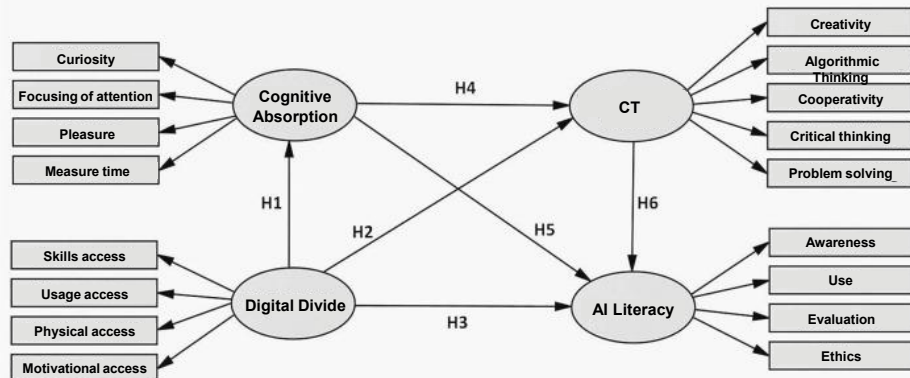 Curiosity
Focusing of attention
Pleasure
Measure time
Cognitive
Absorption
H4
CT
Creativity
Algorithmic
Thinking
Cooperativity
Critical thinking
Problem solving_
H1
H2
H5
H6
Skills access
Usage access
Physical access
Motivational access
Digital Divide
H3
AI Literacy
Awareness
Use
Evaluation
Ethics